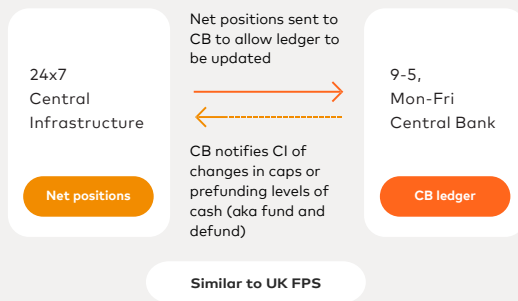 24x7
Central
Infrastructure
Net positions
Net positions sent to
CB to allow ledger to
be updated
CB notifies CI of
changes in caps or
prefunding levels of
cash (aka fund and
defund)
9-5,
Mon-Fri
Central Bank
CB ledger
Similar to UK FPS